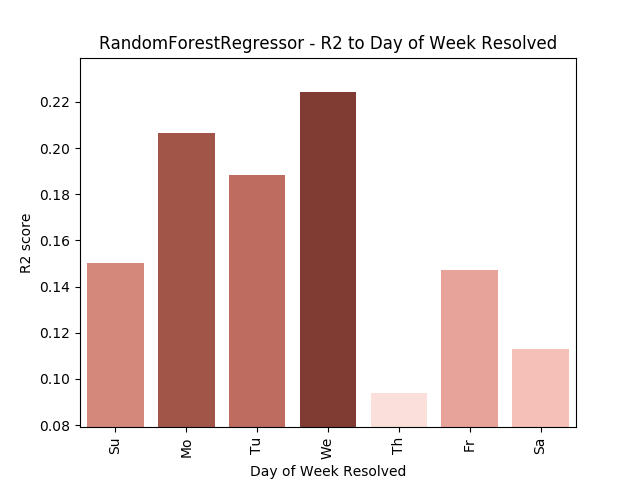 RandomForestRegressor - R2 to Day of Week Resolved
0.22
0.20
0.18
0.16
0.14
0.12
0.10
0.08
R2 score
Su
Mo
Tu
We
Th
Fr
Sa
Day of Week Resolved